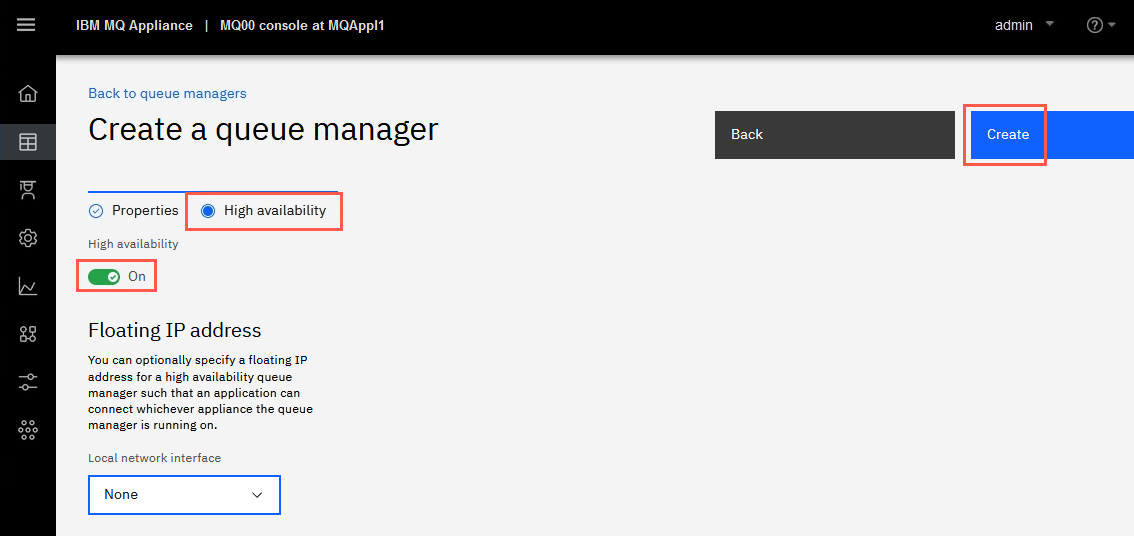 IBM MQ Appliance | MQ00 console at MQAppl1
admin
Back to queue managers
Create a queue manager
Back
Create
Properties
High availability
High availability
On
Floating IP address
You can optionally specify a floating IP
address for a high availability queue
manager such that an application can
connect whichever appliance the queue
manager is running on.
Local network interface
None